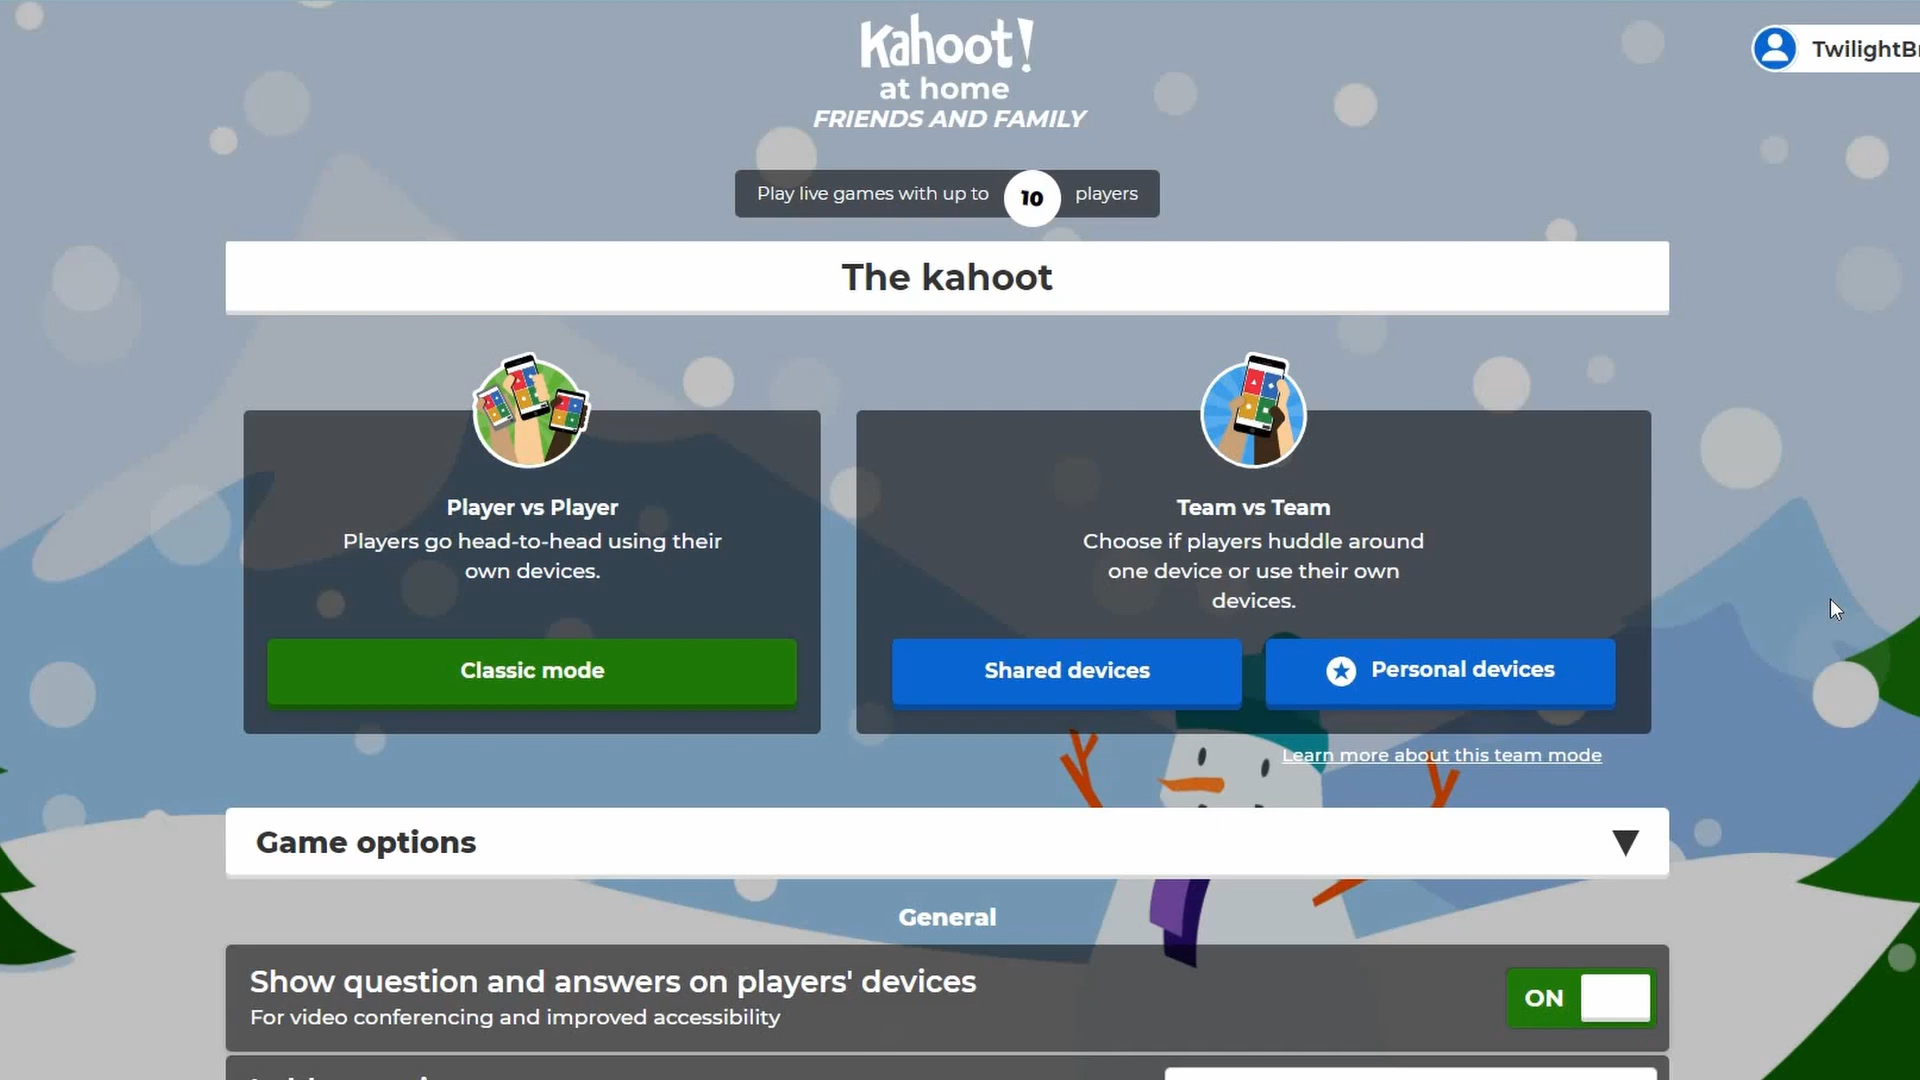 Kahoot!
at home
FRIENDS AND FAMILY
TwilightB
Play live games with up to 10 players
The kahoot
Player vs Player
Players go head-to-head using their
own devices.
Classic mode
Team vs Team
Choose if players huddle around
one device or use their own
devices.
Shared devices
Personal devices
Learn more about this team mode
Game options
General
Show question and answers on players' devices
For video conferencing and improved accessibility
ON